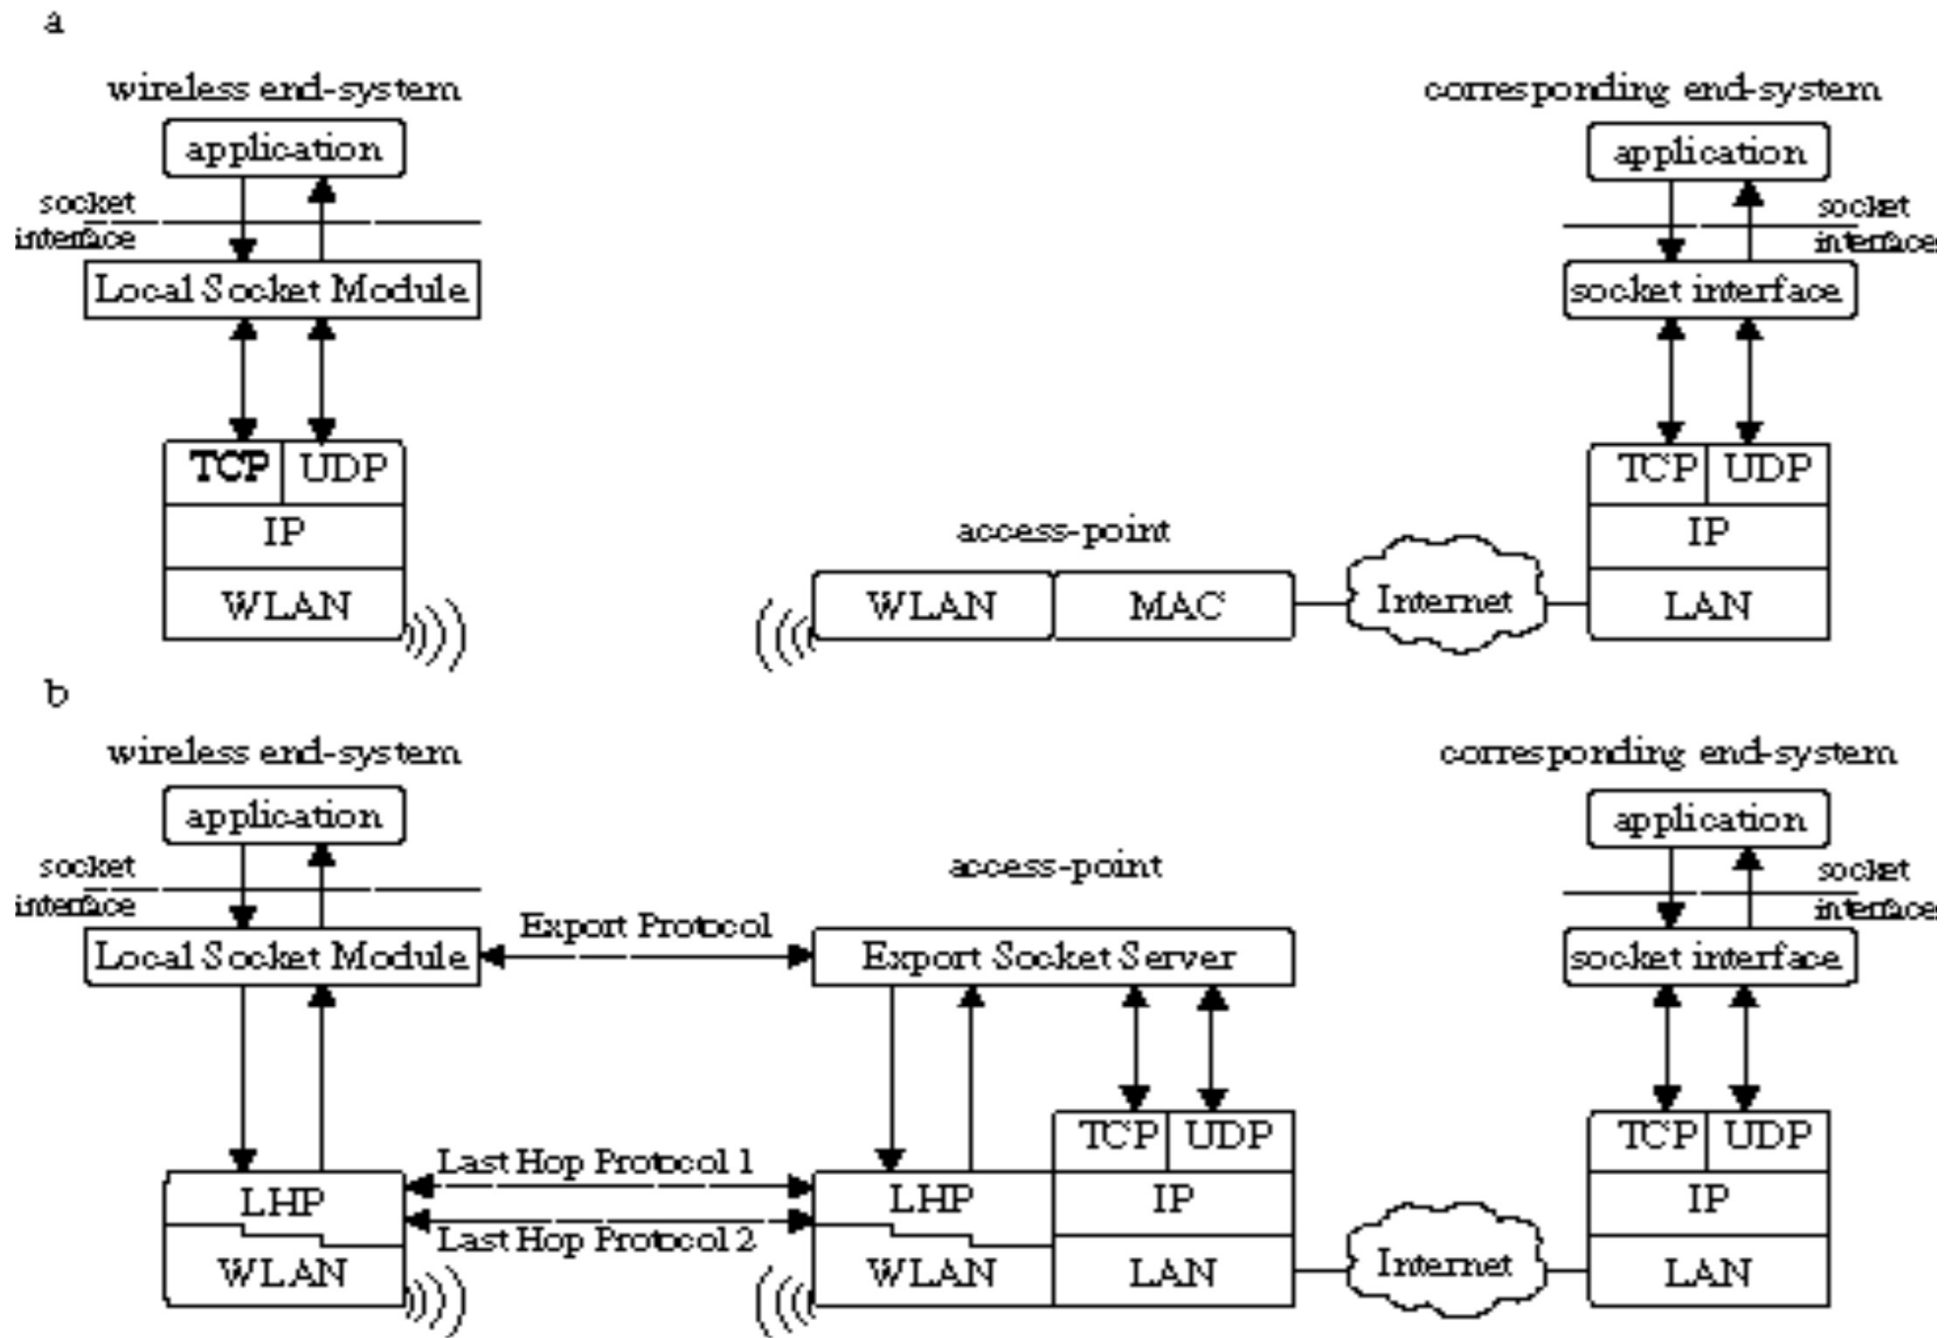 a
wireless end-system
corresponding end-system
application
application
socket
interface
socket
interface
Local Socket Module
socket interface
TCP UDP
TCP UDP
IP
access-point
IP
WLAN
WLAN MAC
Internet
LAN
b
wireless end-system
corresponding end-system
application
application
socket
interface
access-point
socket
interface
Local Socket Module
Export Protocol
Export Socket Server
socket interface
TCP UDP
TCP UDP
LHP
Last Hop Protocol 1
Last Hop Protocol 2
LHP
IP
IP
WLAN
WLAN
LAN
Internet
LAN